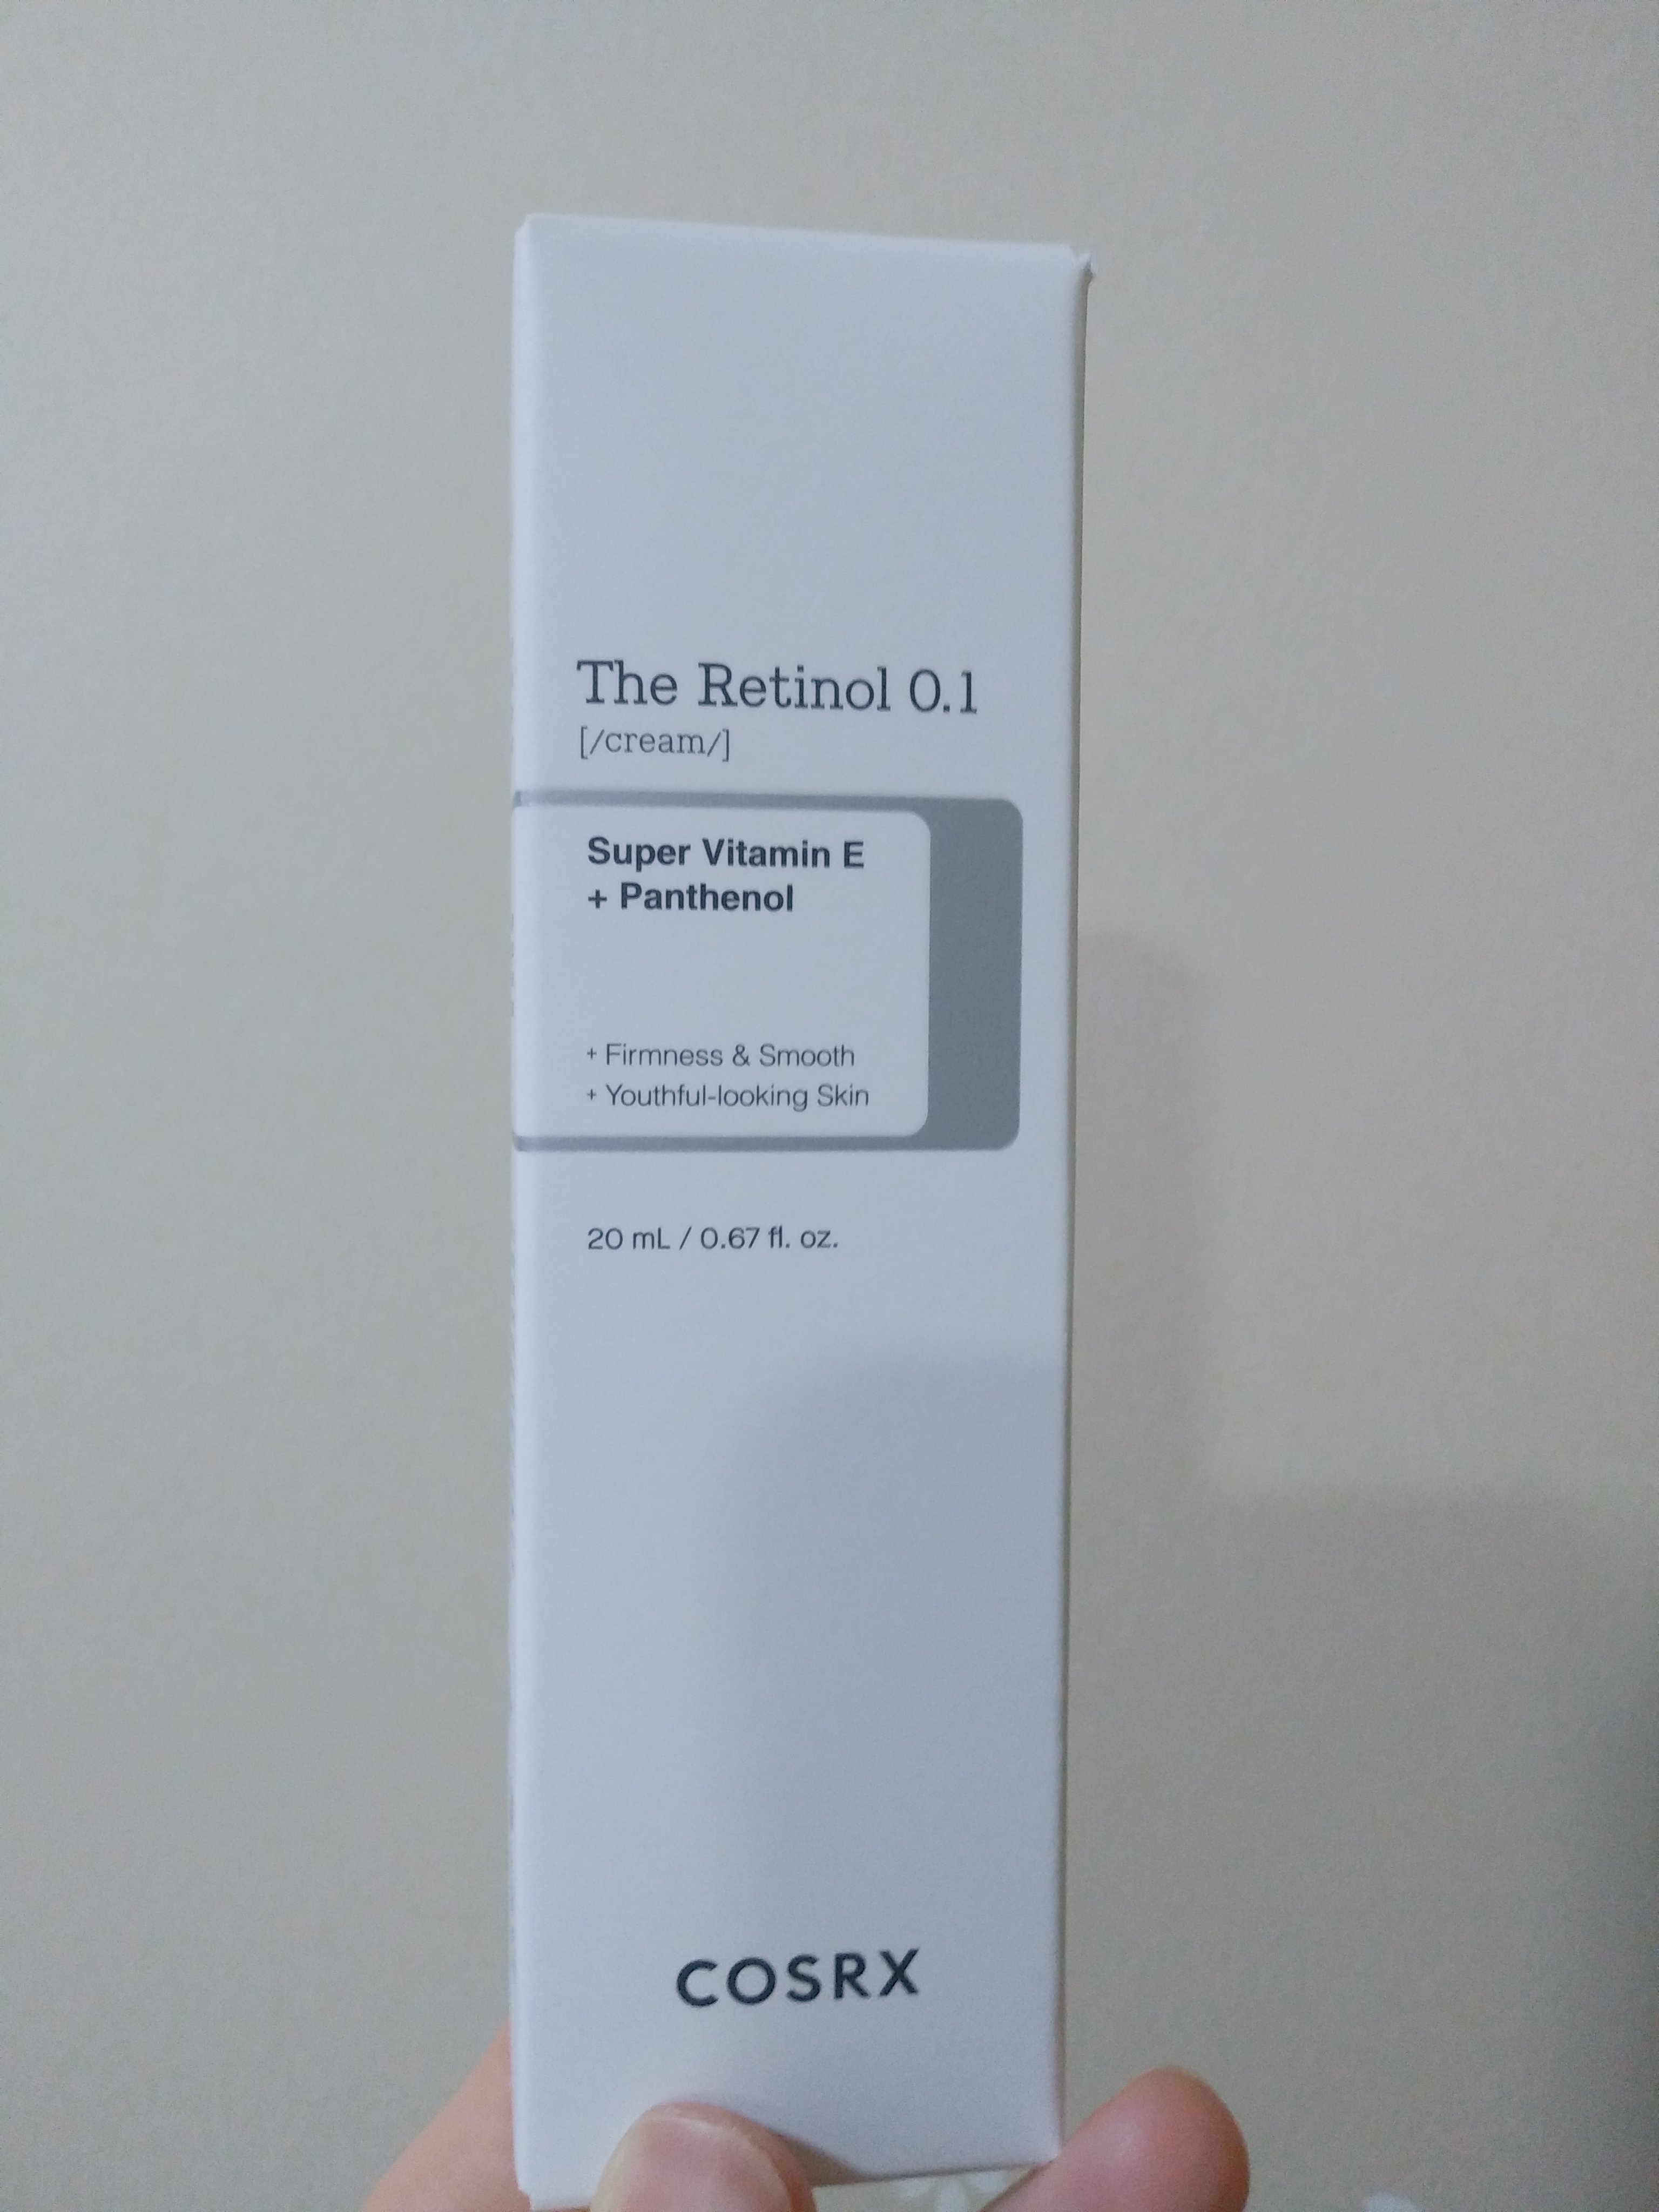 The Retinol 0.1
[/cream/]
Super Vitamin E
+ Panthenol
+ Firmness & Smooth
+ Youthful-looking Skin
20 mL / 0.67 fl. oz.
COSRX